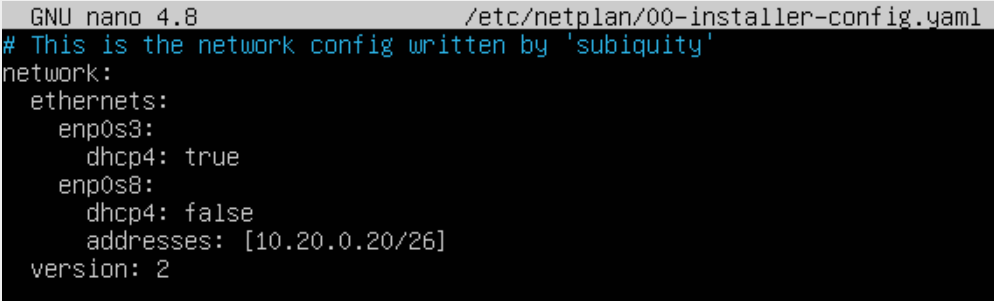 GNU nano 4.8 /etc/netplan/00-installer-config.yaml
# This is the network config written by 'subiquity'
network:
  ethernets:
    enp0s3:
      dhcp4: true
    enp0s8:
      dhcp4: false
      addresses: [10.20.0.20/26]
  version: 2